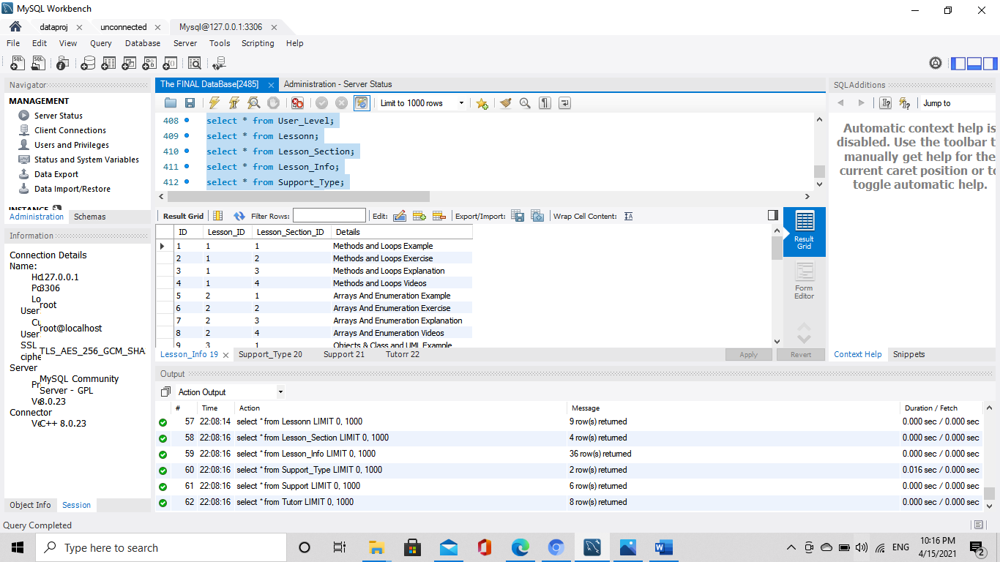 MySQL Workbench
dataproj
unconnected
Mysql@127.0.0.1:3306
File Edit View Query Database Server Tools Scripting Help
Navigator
MANAGEMENT
Server Status
Client Connections
Users and Privileges
Status and System Variables
Data Export
Data Import/Restore
INSTANCE
Administration Schemas
Information
Connection Details
Name:
Ho127.0.0.1
Po3306
Lo
root
User
Cu
root@localhost
User
SSL
TLS_AES_256_GCM_SHA
ciphe
Server
MySQL Community
Pr
Server - GPL
Ve8.0.23
Connector
VeC++ 8.0.23
Object Info Session
Query Completed
The FINAL DataBase[2485]
Administration - Server Status
Limit to 1000 rows
408 select * from User_Level;
409 select * from Lessonn;
410 select * from Lesson_Section;
411 select * from Lesson_Info;
412 select * from Support_Type;
Result Grid Filter Rows: Edit: Export/Import: Wrap Cell Content:
ID Lesson_ID Lesson_Section_ID Details
1 1 1 Methods and Loops Example
2 1 2 Methods and Loops Exercise
3 1 3 Methods and Loops Explanation
4 1 4 Methods and Loops Videos
5 2 1 Arrays And Enumeration Example
6 2 2 Arrays And Enumeration Exercise
7 2 3 Arrays And Enumeration Explanation
8 2 4 Arrays And Enumeration Videos
9 3 1 Objects & Class and UML Example
Result
Grid
Form
Editor
Lesson_Info 19 Support_Type 20 Support 21 Tutorr 22
Apply Revert
SQLAdditions
Jump to
Automatic context help is
disabled. Use the toolbar t
manually get help for the
current caret position or to
toggle automatic help.
Context Help Snippets
Output
Action Output
# Time Action Message Duration / Fetch
57 22:08:14 select * from Lessonn LIMIT 0, 1000 9 row(s) returned 0.000 sec / 0.000 sec
58 22:08:16 select * from Lesson_Section LIMIT 0, 1000 4 row(s) returned 0.000 sec / 0.000 sec
59 22:08:16 select * from Lesson_Info LIMIT 0, 1000 36 row(s) returned 0.000 sec / 0.000 sec
60 22:08:16 select * from Support_Type LIMIT 0, 1000 2 row(s) returned 0.016 sec / 0.000 sec
61 22:08:16 select * from Support LIMIT 0, 1000 6 row(s) returned 0.000 sec / 0.000 sec
62 22:08:16 select * from Tutorr LIMIT 0, 1000 8 row(s) returned 0.000 sec / 0.000 sec
Type here to search
ENG
10:16 PM
4/15/2021
2